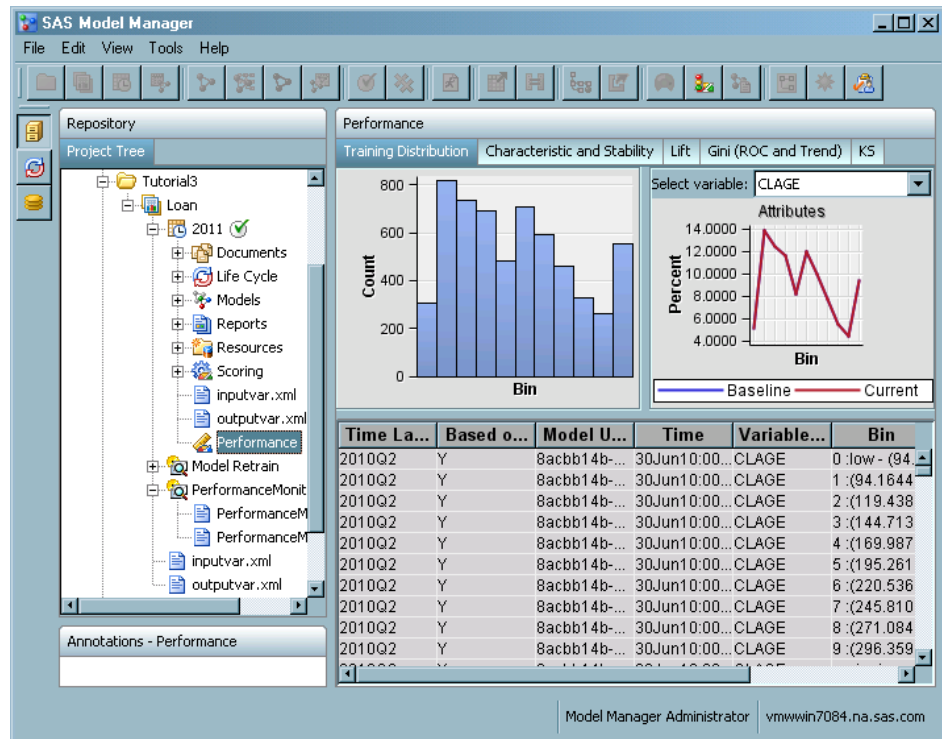 SAS Model Manager
File Edit View Tools Help
Repository
Project Tree
Tutorial3
Loan
2011
Documents
Life Cycle
Models
Reports
Resources
Scoring
inputvar.xml
outputvar.xml
Performance
Model Retrain
PerformanceMonit
PerformanceM
PerformanceM
inputvar.xml
outputvar.xml
Annotations - Performance
Performance
Training Distribution Characteristic and Stability Lift Gini (ROC and Trend) KS
800
600
400
200
0
Count
Bin
Select variable: CLAGE
Attributes
14.0000
12.0000
10.0000
8.0000
6.0000
4.0000
Percent
Bin
Baseline Current
Time La... Based o... Model U... Time Variable... Bin
2010Q2 Y 8acbb14b-... 30Jun10:00... CLAGE 0 :low - (94.
2010Q2 Y 8acbb14b-... 30Jun10:00... CLAGE 1 :(94.1644
2010Q2 Y 8acbb14b-... 30Jun10:00... CLAGE 2 :(119.438
2010Q2 Y 8acbb14b-... 30Jun10:00... CLAGE 3 :(144.713
2010Q2 Y 8acbb14b-... 30Jun10:00... CLAGE 4 :(169.987
2010Q2 Y 8acbb14b-... 30Jun10:00... CLAGE 5 :(195.261
2010Q2 Y 8acbb14b-... 30Jun10:00... CLAGE 6 :(220.536
2010Q2 Y 8acbb14b-... 30Jun10:00... CLAGE 7 :(245.810
2010Q2 Y 8acbb14b-... 30Jun10:00... CLAGE 8 :(271.084
2010Q2 Y 8acbb14b-... 30Jun10:00... CLAGE 9 :(296.359
Model Manager Administrator vmwwin7084.na.sas.com